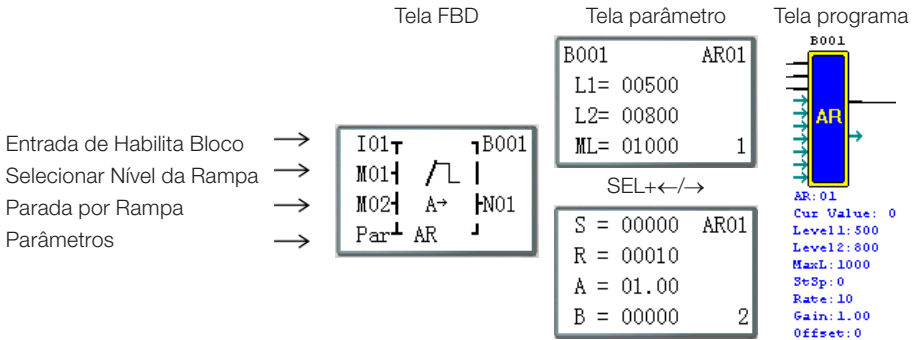 Tela FBD
Tela parâmetro
Tela programa
Entrada de Habilita Bloco
Selecionar Nível da Rampa
Parada por Rampa
Parâmetros
I01 B001
M01
M02 A→ N01
Par AR
B001 AR01
L1= 00500
L2= 00800
ML= 01000 1
SEL+←/→
S = 00000 AR01
R = 00010
A = 01.00
B = 00000 2
B001
AR
AR:01
Cur Value: 0
Level1:500
Level2:800
MaxL:1000
StSp:0
Rate:10
Gain:1.00
Offset:0